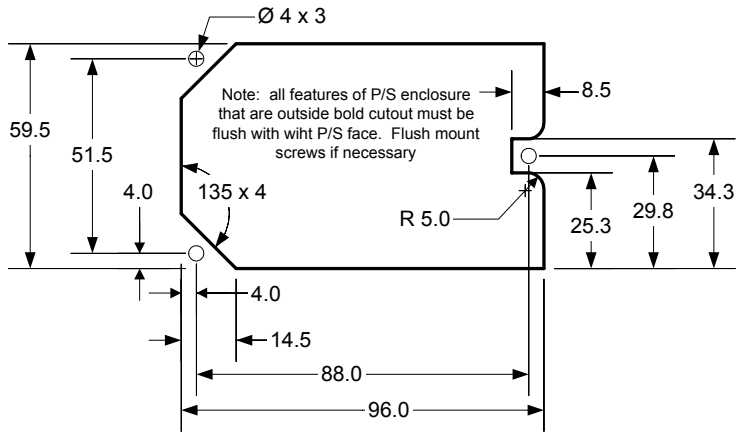 Ø 4 x 3
Note: all features of P/S enclosure
that are outside bold cutout must be
flush with wiht P/S face. Flush mount
screws if necessary
8.5
59.5
51.5
4.0
135 x 4
R 5.0
25.3
29.8
34.3
4.0
14.5
88.0
96.0